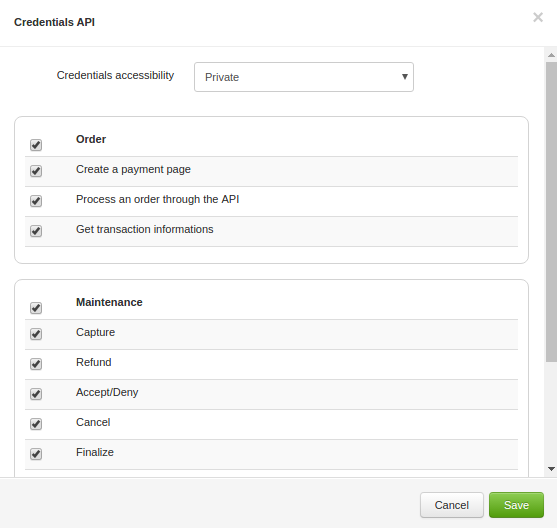 Credentials API
×
Credentials accessibility Private
Order
Create a payment page
Process an order through the API
Get transaction informations
Maintenance
Capture
Refund
Accept/Deny
Cancel
Finalize
Cancel Save